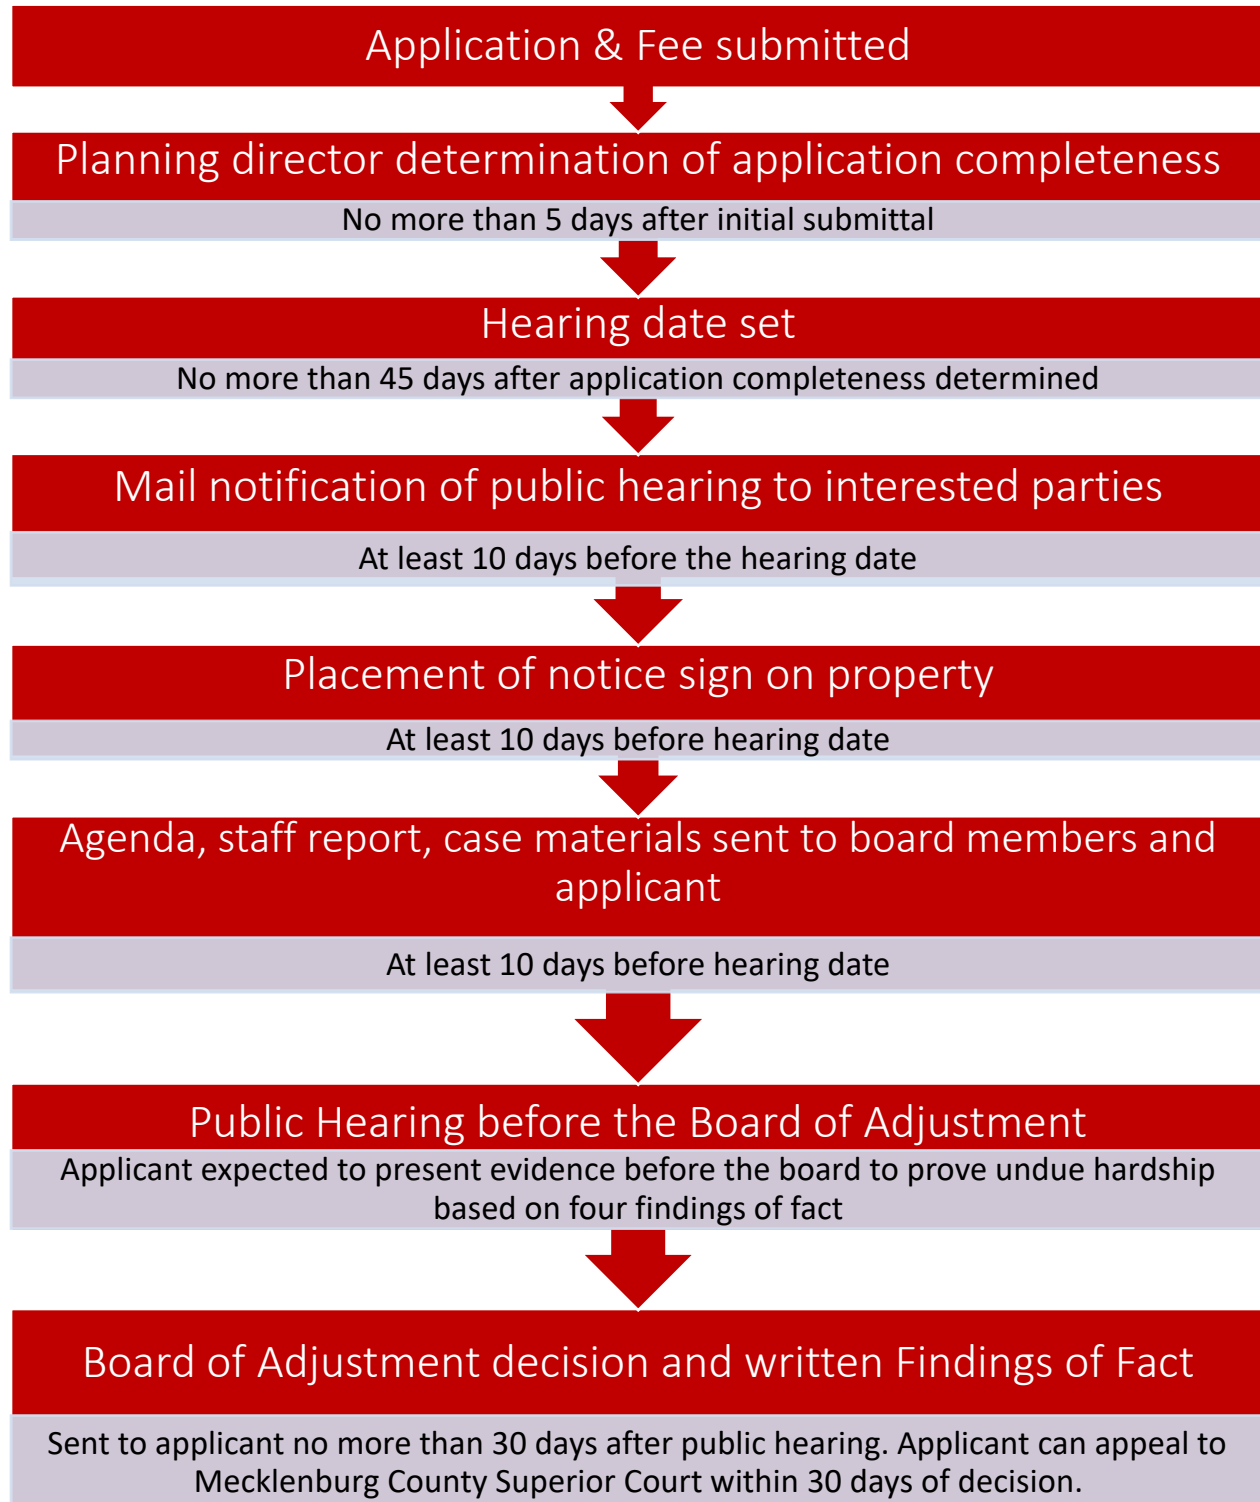 Application & Fee submitted
Planning director determination of application completeness
No more than 5 days after initial submittal
Hearing date set
No more than 45 days after application completeness determined
Mail notification of public hearing to interested parties
At least 10 days before the hearing date
Placement of notice sign on property
At least 10 days before hearing date
Agenda, staff report, case materials sent to board members and
applicant
At least 10 days before hearing date
Public Hearing before the Board of Adjustment
Applicant expected to present evidence before the board to prove undue hardship
based on four findings of fact
Board of Adjustment decision and written Findings of Fact
Sent to applicant no more than 30 days after public hearing. Applicant can appeal to
Mecklenburg County Superior Court within 30 days of decision.